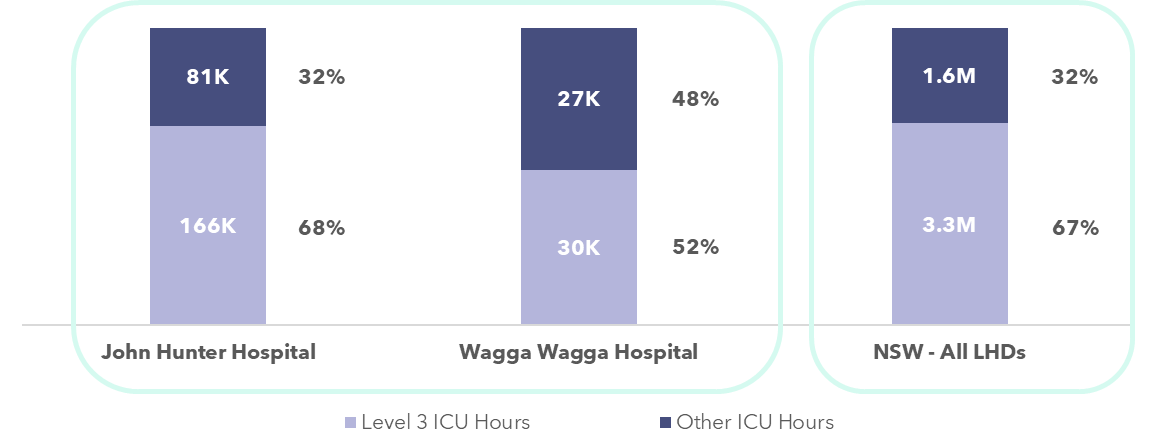 81K 32%
27K 48%
1.6M 32%
166K 68%
30K 52%
3.3M 67%
John Hunter Hospital
Wagga Wagga Hospital
NSW - All LHDs
Level 3 ICU Hours
Other ICU Hours